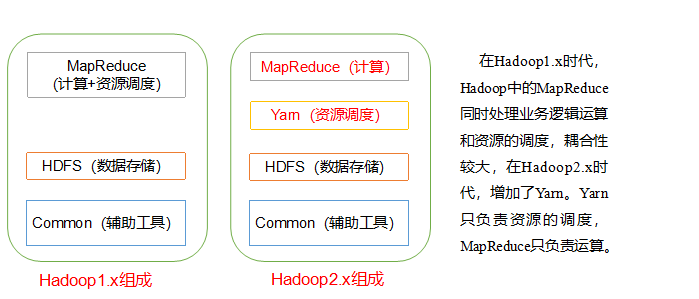 MapReduce
(计算+资源调度)
HDFS（数据存储）
Common（辅助工具）
Hadoop1.x组成
MapReduce（计算）
Yarn（资源调度）
HDFS（数据存储）
Common（辅助工具）
Hadoop2.x组成
在Hadoop1.x时代，
Hadoop中的MapReduce
同时处理业务逻辑运算
和资源的调度，耦合性
较大，在Hadoop2.x时
代，增加了Yarn。Yarn
只负责资源的调度，
MapReduce只负责运算。